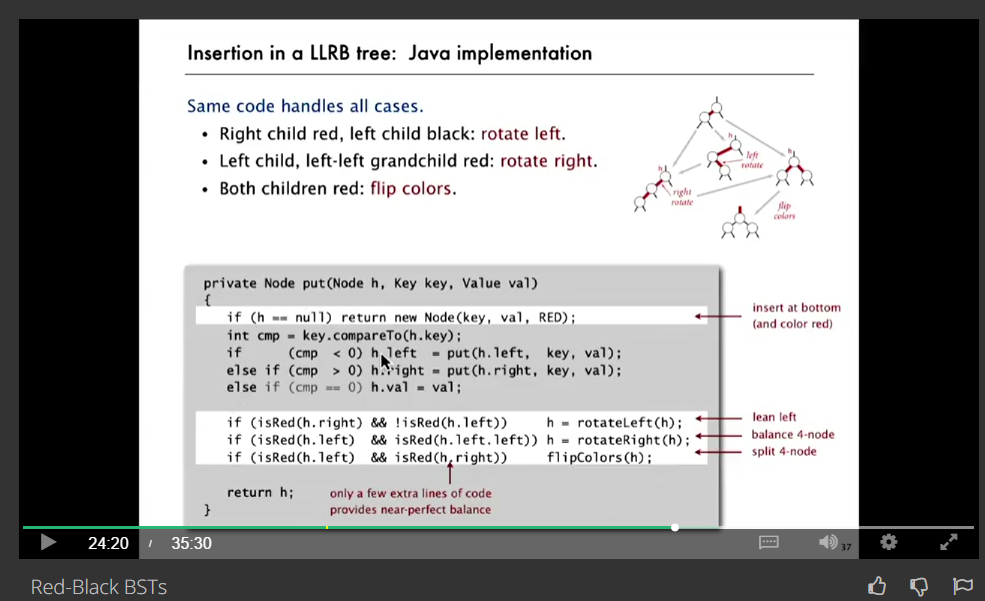 Insertion in a LLRB tree: Java implementation
Same code handles all cases.
• Right child red, left child black: rotate left.
• Left child, left-left grandchild red: rotate right.
• Both children red: flip colors.
h
h
left
rotate
h
h
right
rotate
flip
colors
private Node put(Node h, Key key, Value val)
{
if (h == null) return new Node(key, val, RED);
insert at bottom
(and color red)
int cmp = key.compareTo(h.key);
if (cmp < 0) h.left = put(h.left, key, val);
else if (cmp > 0) h.right = put(h.right, key, val);
else if (cmp == 0) h.val = val;
if (isRed(h.right) && !isRed(h.left)) h = rotateLeft(h);
lean left
if (isRed(h.left) && isRed(h.left.left)) h = rotateRight(h);
balance 4-node
if (isRed(h.left) && isRed(h.right)) flipColors(h);
split 4-node
return h;
only a few extra lines of code
provides near-perfect balance
}
24:20 / 35:30
37
Red-Black BSTs